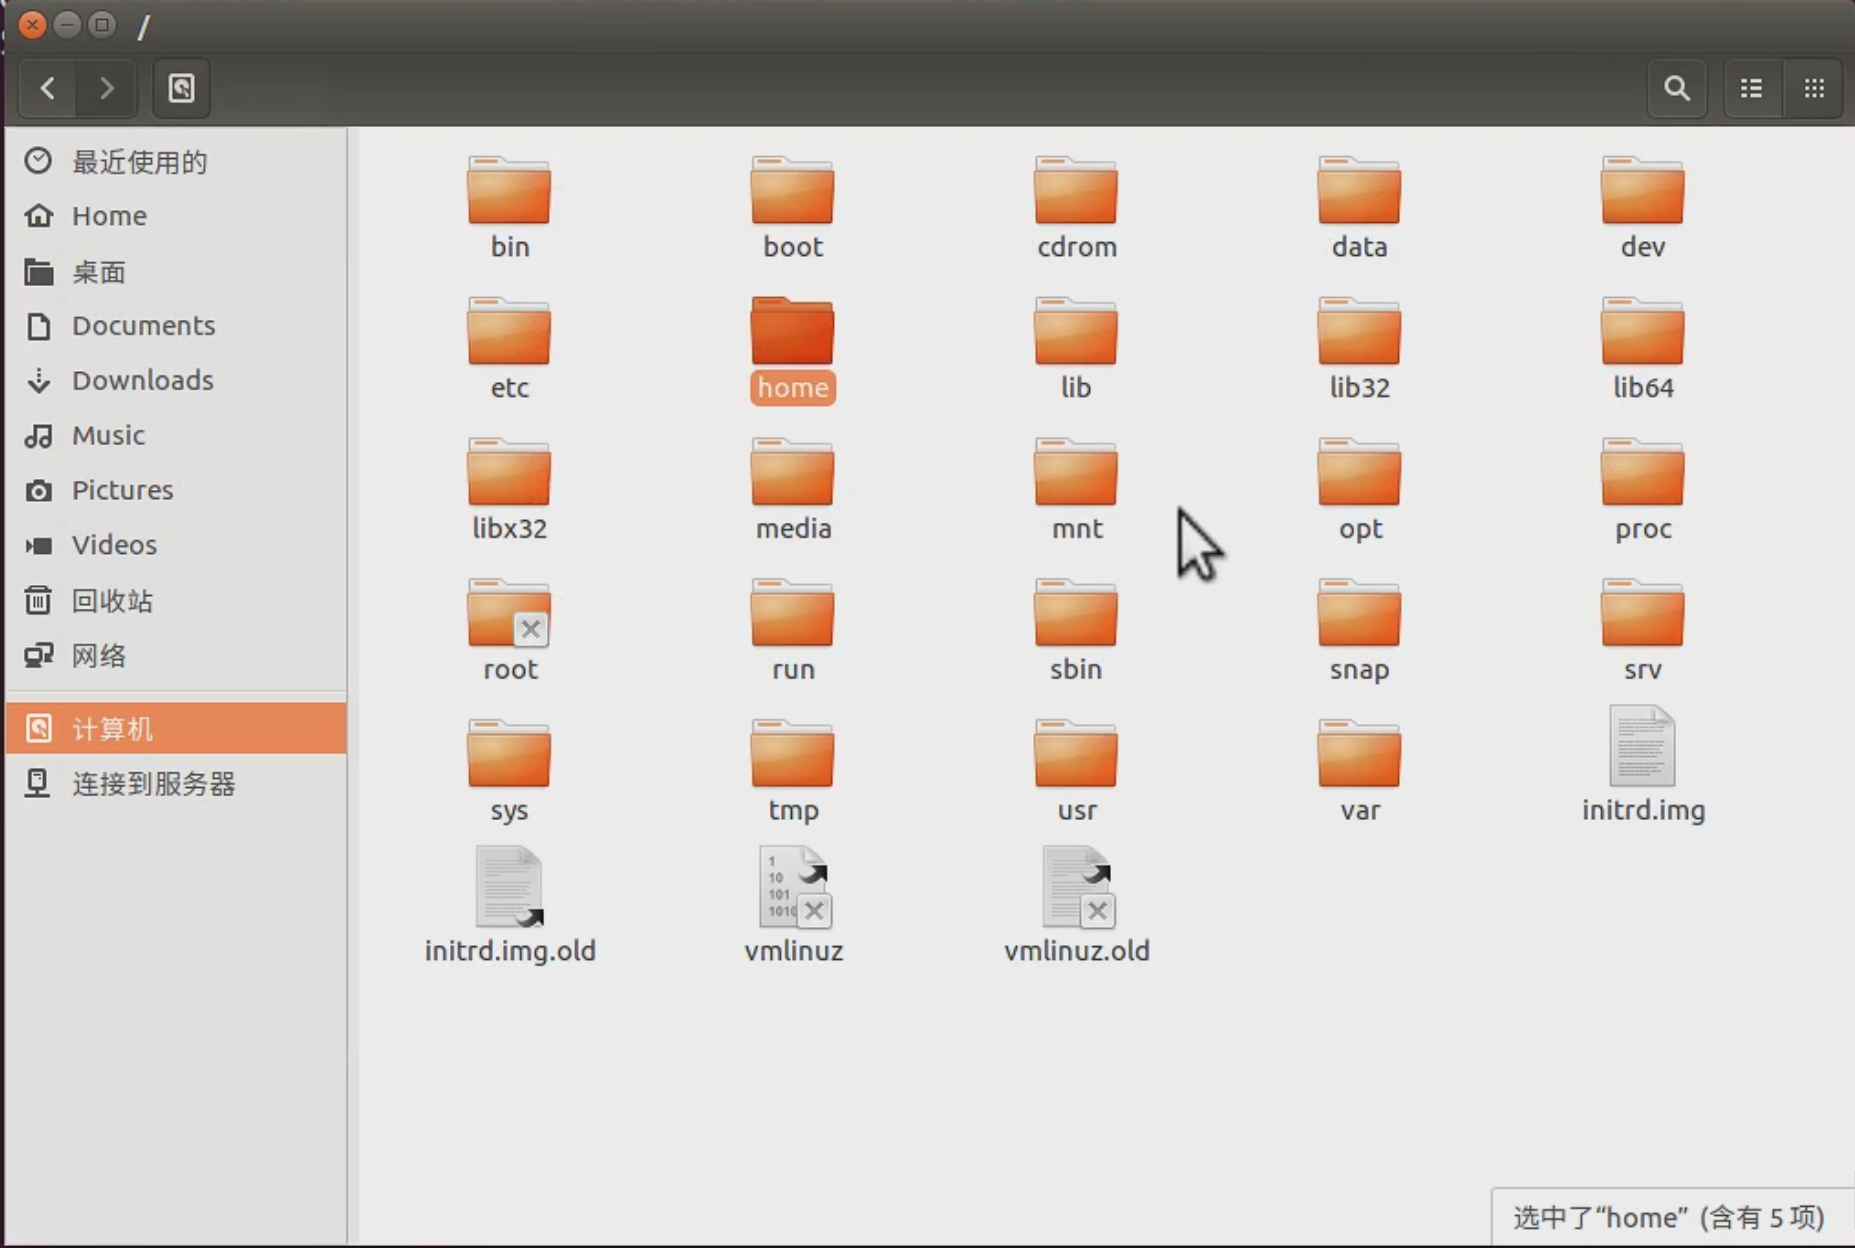 /
最近使用的
Home
桌面
Documents
Downloads
Music
Pictures
Videos
回收站
网络
计算机
连接到服务器
bin boot cdrom data dev
etc home lib lib32 lib64
libx32 media mnt opt proc
root run sbin snap srv
sys tmp usr var initrd.img
1
10
101
1010
initrd.img.old vmlinuz vmlinuz.old
选中了“home” (含有 5 项)